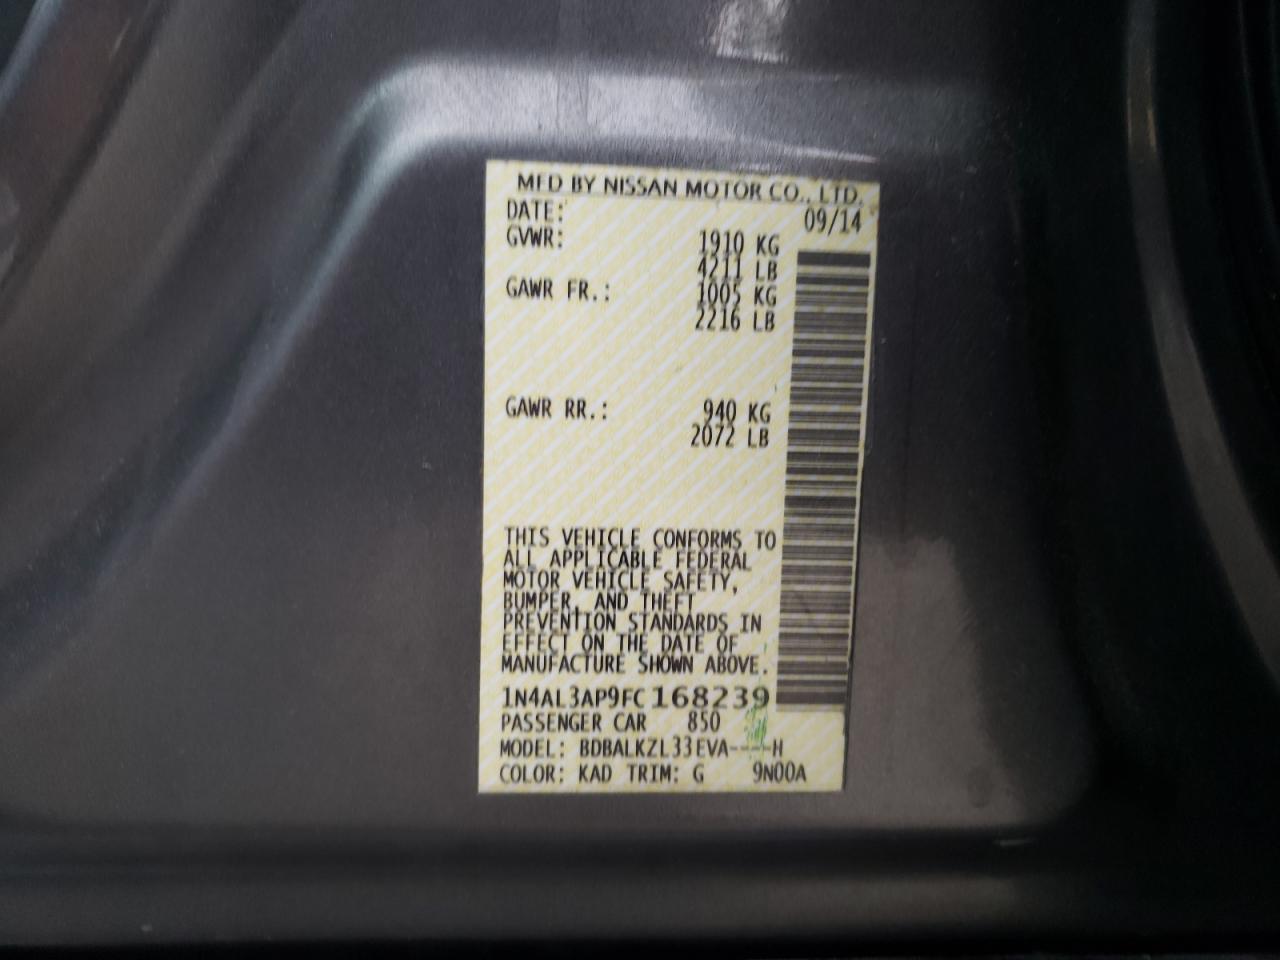 MFD BY NISSAN MOTOR CO., LTD.
DATE: 09/14
GVWR: 1910 KG
4211 LB
GAWR FR.: 1005 KG
2216 LB
GAWR RR.: 940 KG
2072 LB
THIS VEHICLE CONFORMS TO
ALL APPLICABLE FEDERAL
MOTOR VEHICLE SAFETY,
BUMPER, AND THEFT
PREVENTION STANDARDS IN
EFFECT ON THE DATE OF
MANUFACTURE SHOWN ABOVE.
1N4AL3AP9FC168239
PASSENGER CAR 850
MODEL: BDBALKZL33EVA----H
COLOR: KAD TRIM: G 9N00A